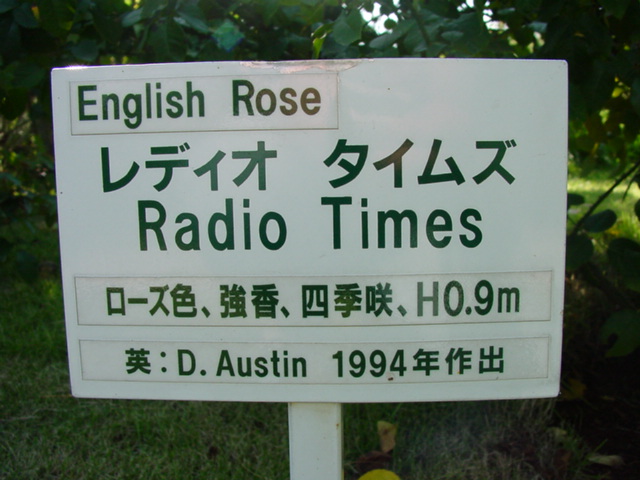 English Rose
レディオ タイムズ
Radio Times
ローズ色、強香、四季咲、H0.9m
英：D.Austin 1994年作出